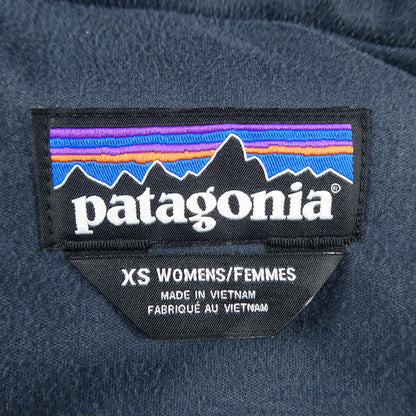 patagonia®
XS WOMENS/FEMMES
MADE IN VIETNAM
FABRIQUÉ AU VIETNAM